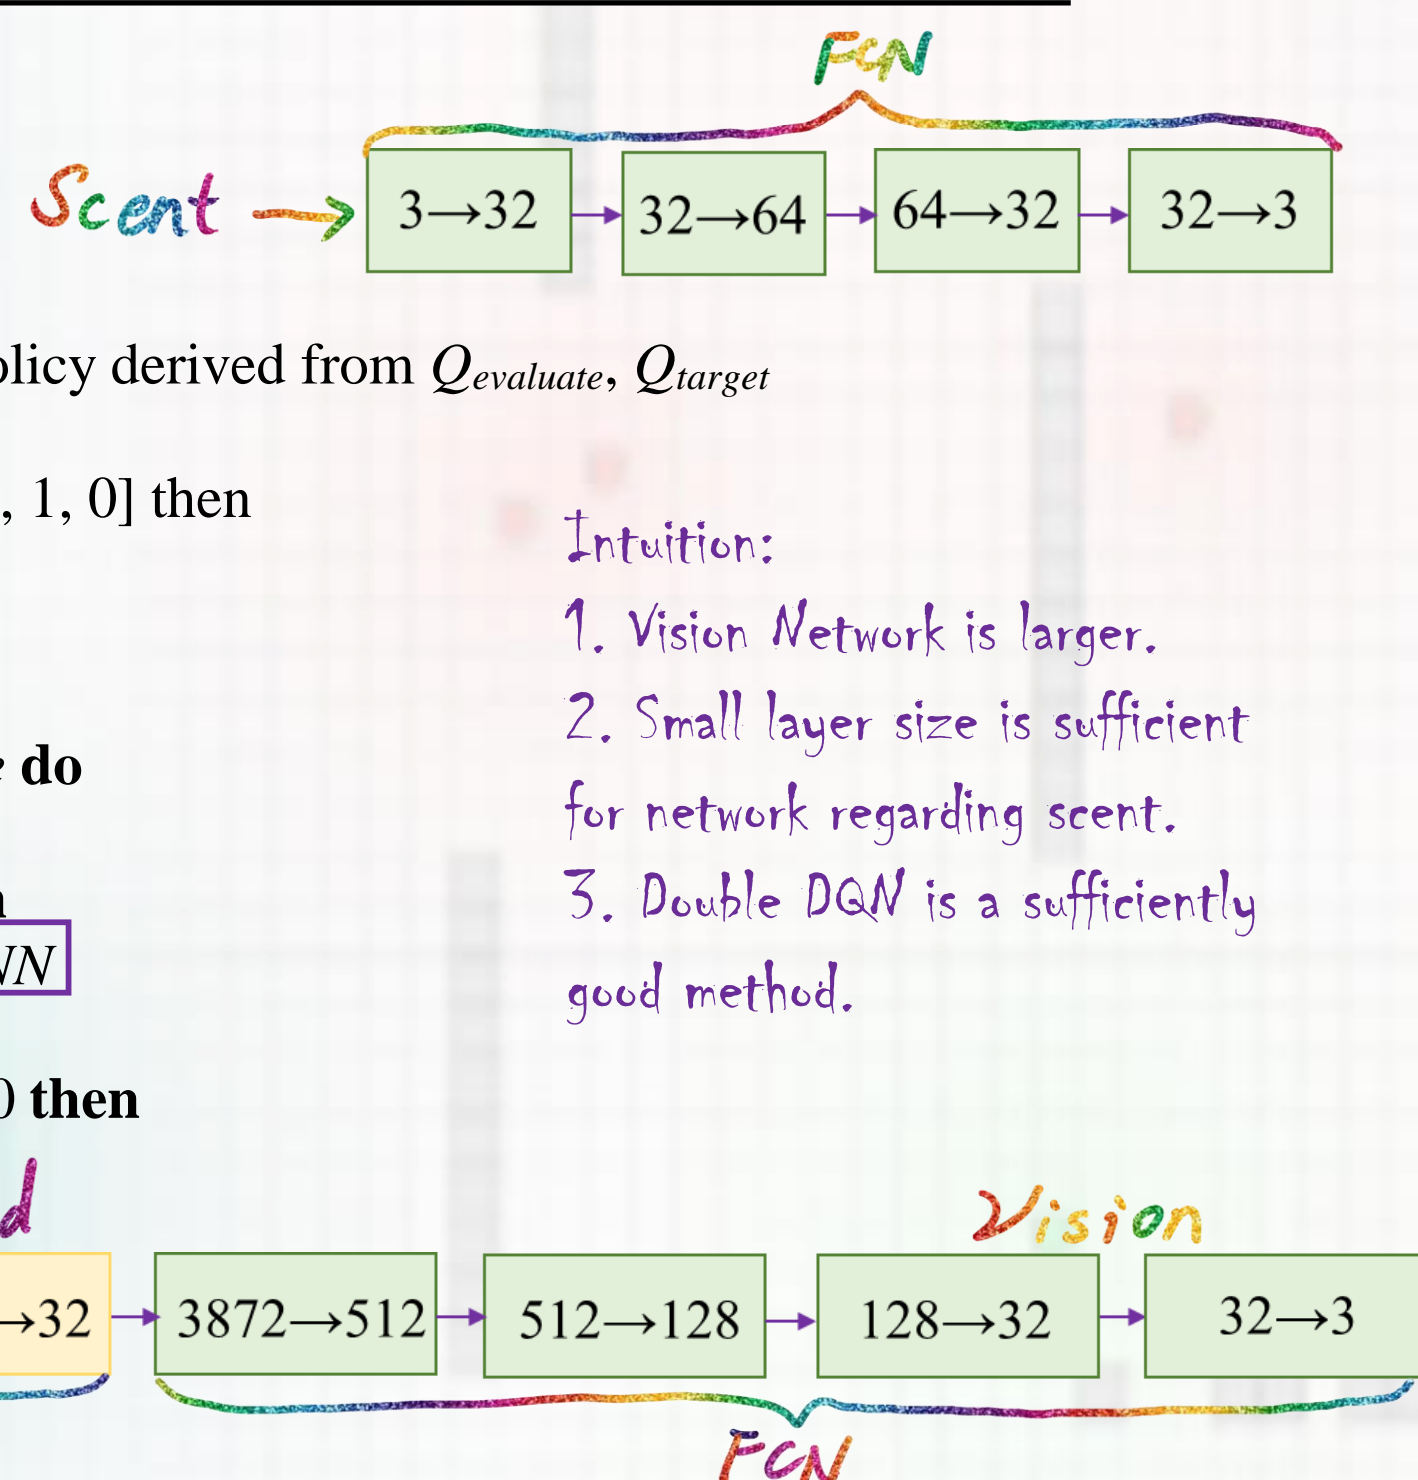 FCN
Scent → 3→32 32→64 64→32 32→3
policy derived from Qevaluate, Qtarget
, 1, 0] then
Intuition:
1. Vision Network is larger.
2. Small layer size is sufficient
for network regarding scent.
do
3. Double DQN is a sufficiently
NN
good method.
0 then
d
Vision
→32 3872→512 512→128 128→32 32→3
FCN